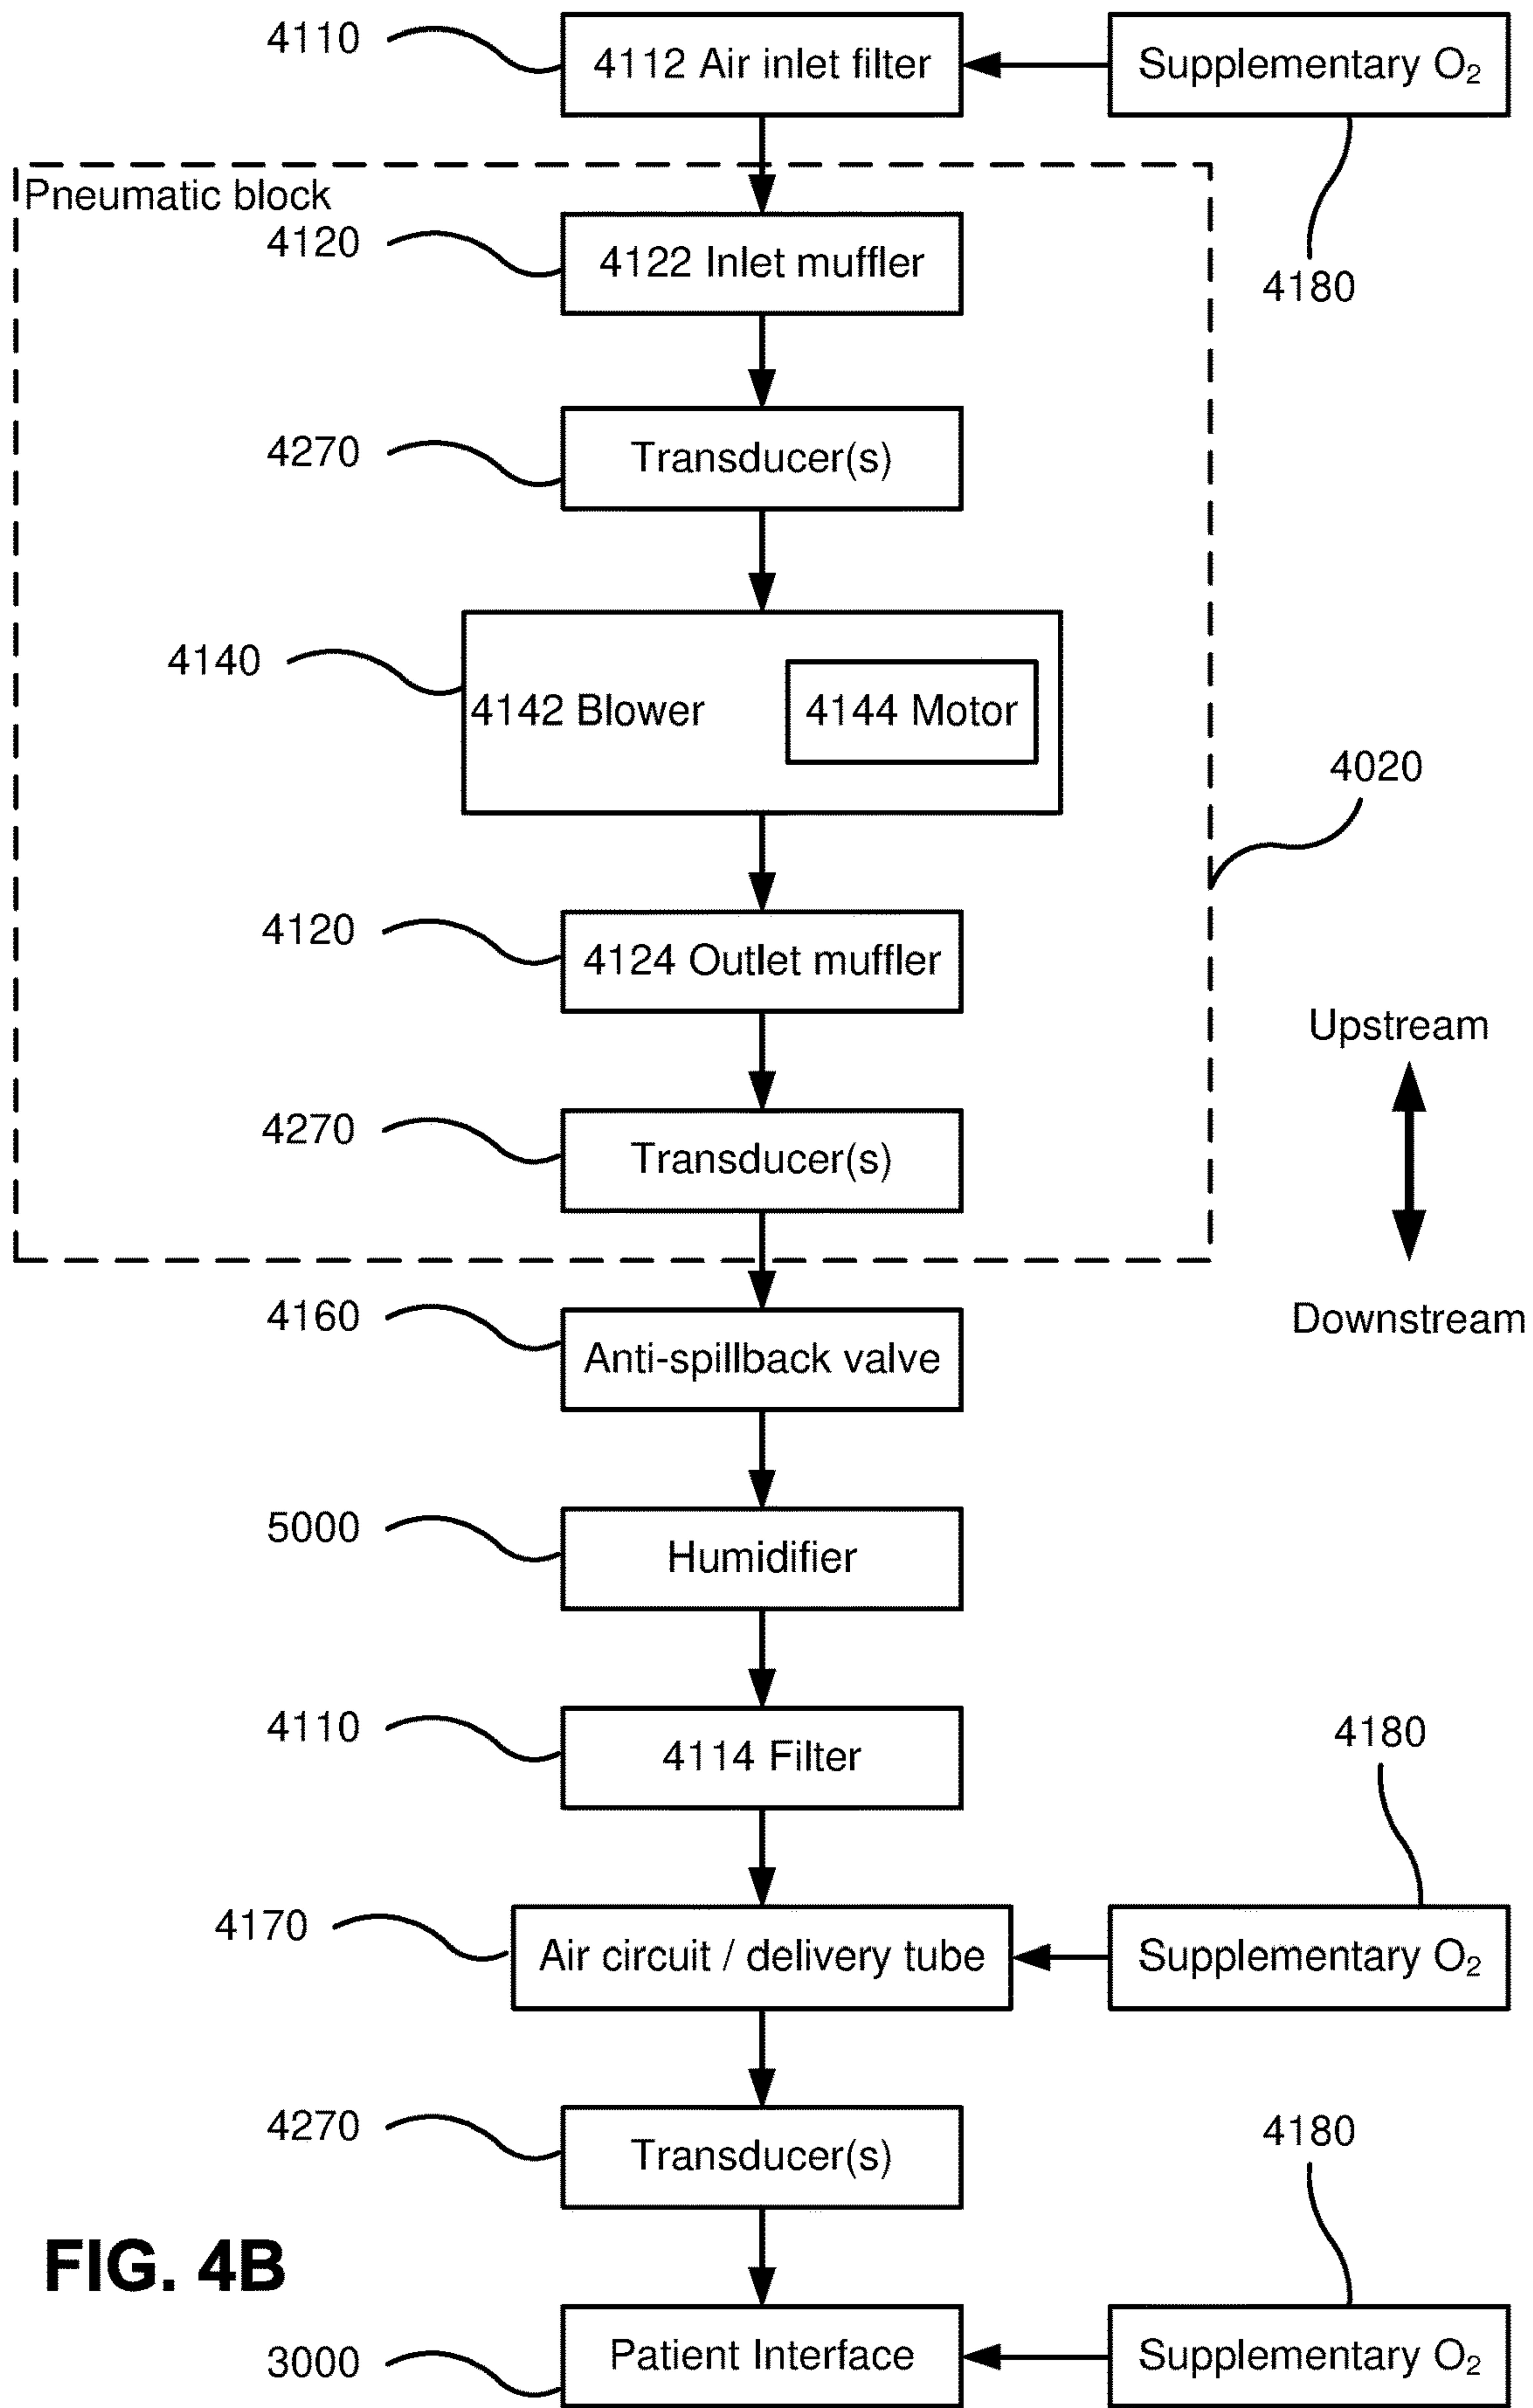 4110
4112 Air inlet filter
Supplementary O₂
Pneumatic block
4120
4122 Inlet muffler
4180
4270
Transducer(s)
4140
4142 Blower
4144 Motor
4020
4120
4124 Outlet muffler
Upstream
4270
Transducer(s)
4160
Anti-spillback valve
Downstream
5000
Humidifier
4110
4114 Filter
4180
4170
Air circuit / delivery tube
Supplementary O₂
4270
Transducer(s)
4180
FIG. 4B
3000
Patient Interface
Supplementary O₂